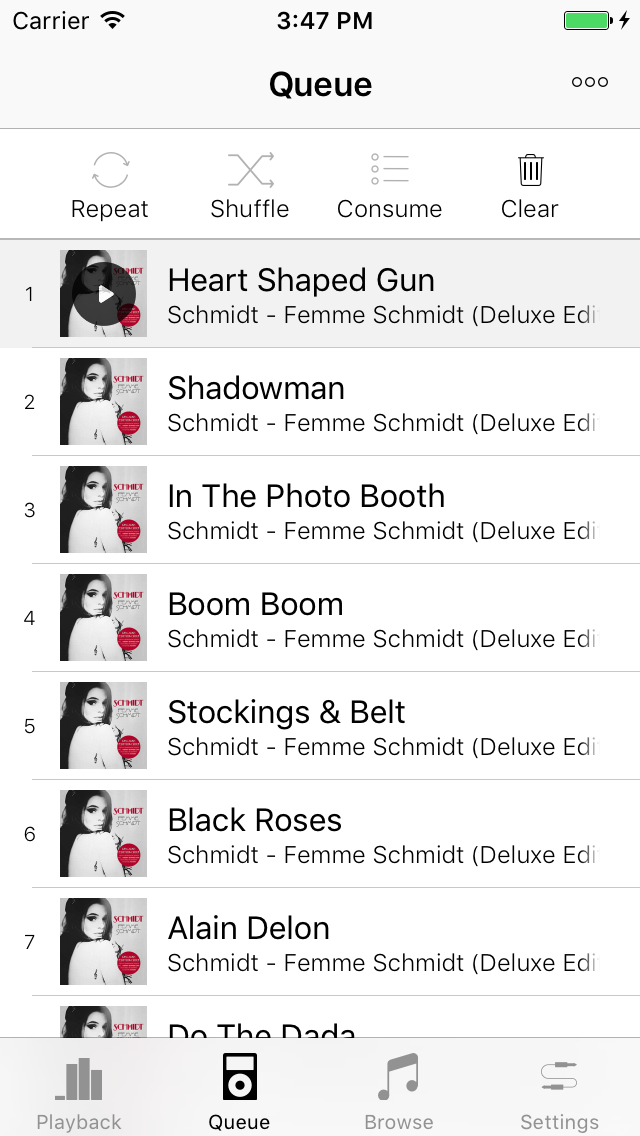 Carrier 3:47 PM
Queue
Repeat Shuffle Consume Clear
1 Heart Shaped Gun
Schmidt - Femme Schmidt (Deluxe Edi
2 Shadowman
Schmidt - Femme Schmidt (Deluxe Edi
3 In The Photo Booth
Schmidt - Femme Schmidt (Deluxe Edi
4 Boom Boom
Schmidt - Femme Schmidt (Deluxe Edi
5 Stockings & Belt
Schmidt - Femme Schmidt (Deluxe Edi
6 Black Roses
Schmidt - Femme Schmidt (Deluxe Edi
7 Alain Delon
Schmidt - Femme Schmidt (Deluxe Edi
Do The Dada
Playback Queue Browse Settings